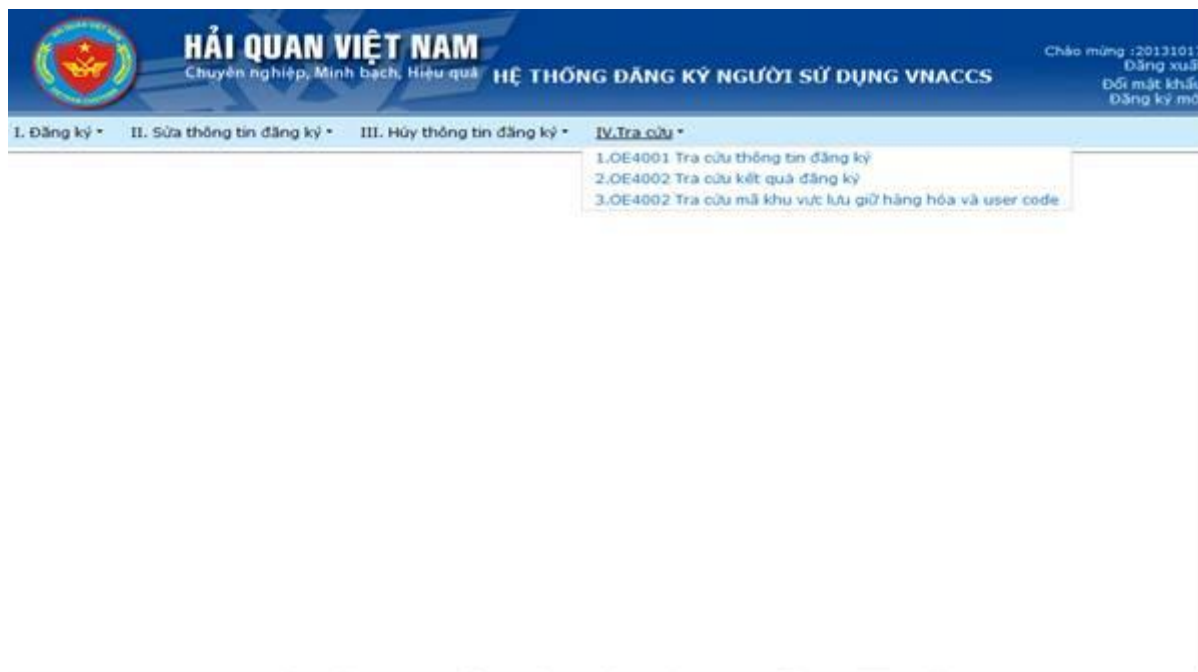 HẢI QUAN VIỆT NAM
Chuyên nghiệp, Minh bạch, Hiệu quả
HỆ THỐNG ĐĂNG KÝ NGƯỜI SỬ DỤNG VNACCS
Chào mừng :2013101
Đăng xuấ
Đổi mật khẩ
Đăng ký mớ
I. Đăng ký
II. Sửa thông tin đăng ký
III. Hủy thông tin đăng ký
IV.Tra cứu
1.OE4001 Tra cứu thông tin đăng ký
2.OE4002 Tra cứu kết quả đăng ký
3.OE4002 Tra cứu mã khu vực lưu giữ hàng hóa và user code